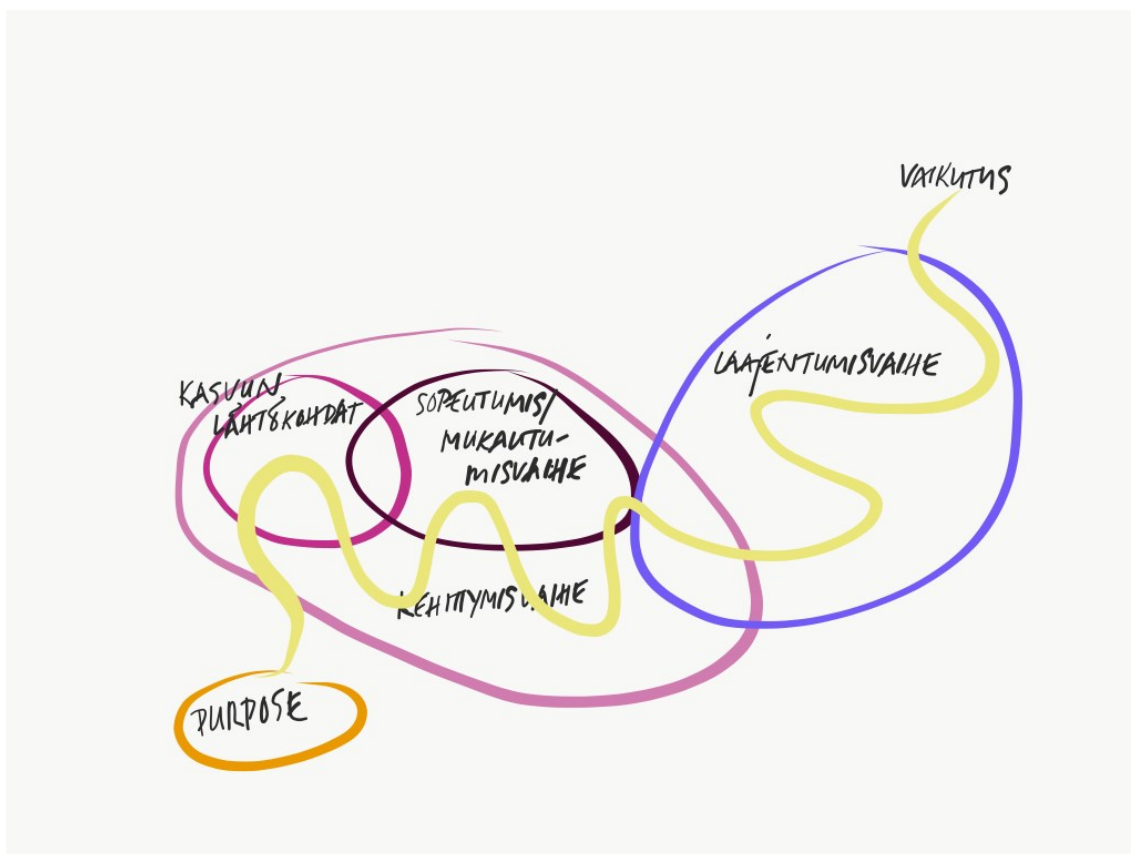 VAIKUTUS
LAAJENTUMISVAIHE
KASVUN
LÄHTÖKOHDAT
SOPEUTUMIS/
MUKAUTU-
MISVAIHE
KEHITTYMISVAIHE
PURPOSE